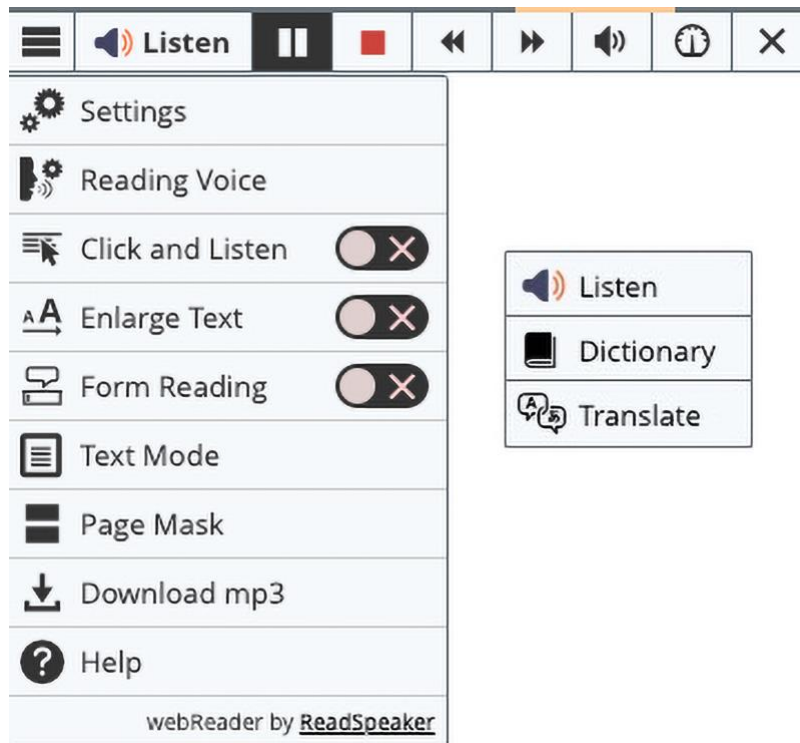 Listen
Settings
Reading Voice
Click and Listen
Enlarge Text
Form Reading
Text Mode
Page Mask
Download mp3
Help
webReader by ReadSpeaker
Listen
Dictionary
Translate